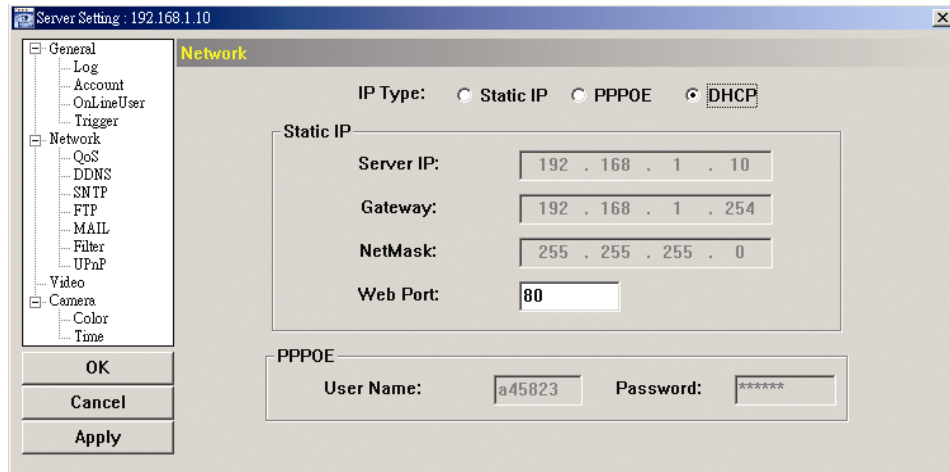 Server Setting : 192.168.1.10
General
Log
Account
OnLineUser
Trigger
Network
QoS
DDNS
SNTP
FTP
MAIL
Filter
UPnP
Video
Camera
Color
Time
OK
Cancel
Apply
Network
IP Type: Static IP PPPOE DHCP
Static IP
Server IP: 192 . 168 . 1 . 10
Gateway: 192 . 168 . 1 . 254
NetMask: 255 . 255 . 255 . 0
Web Port: 80
PPPOE
User Name: a45823 Password: ******